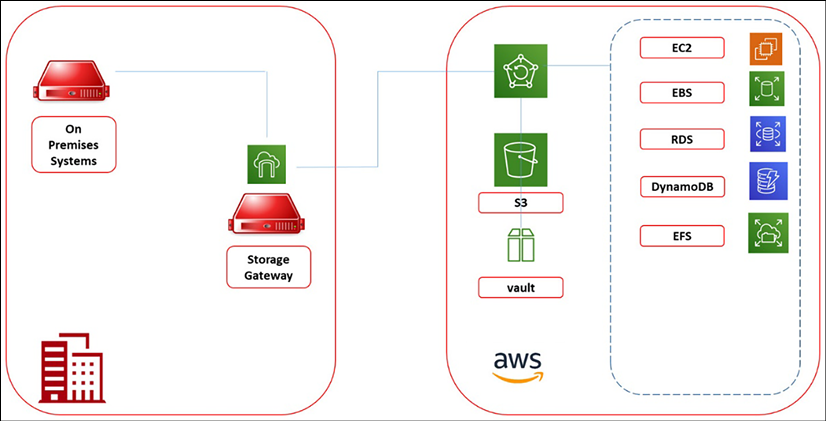 On
Premises
Systems
Storage
Gateway
S3
vault
aws
EC2
EBS
RDS
DynamoDB
EFS